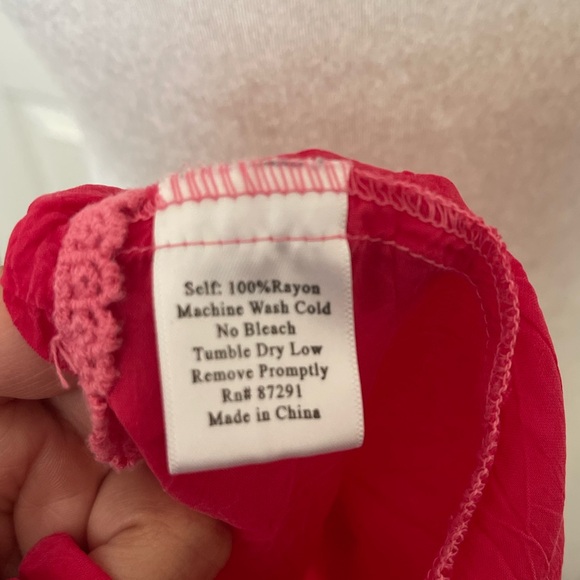 Self: 100%Rayon
Machine Wash Cold
No Bleach
Tumble Dry Low
Remove Promptly
Rn# 87291
Made in China